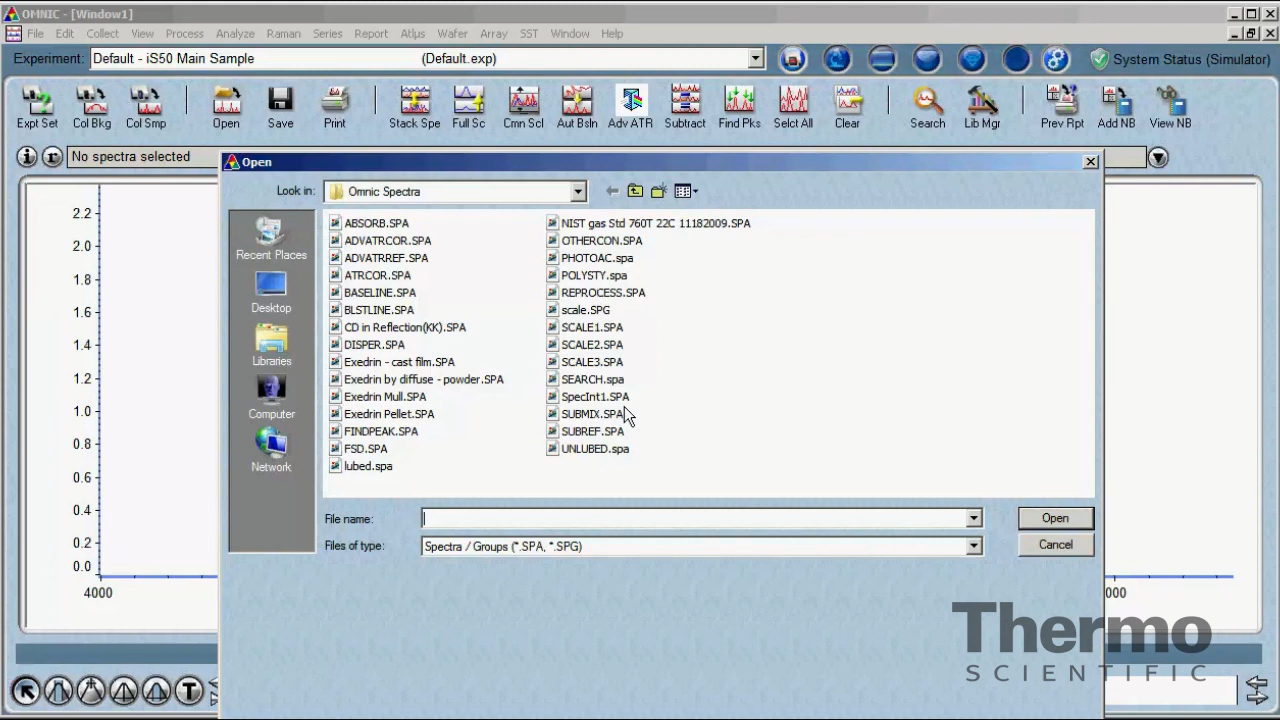 OMNIC - [Window1]
File Edit Collect View Process Analyze Raman Series Report Atlµs Wafer Array SST Window Help
Experiment: Default - iS50 Main Sample (Default.exp) System Status (Simulator)
Expt Set Col Bkg Col Smp Open Save Print Stack Spe Full Sc Cmn Scl Aut Bsln Adv ATR Subtract Find Pks Selct All Clear Search Lib Mgr Prev Rpt Add NB View NB
No spectra selected
Open
Look in: Omnic Spectra
Recent Places
Desktop
Libraries
Computer
Network
ABSORB.SPA
ADVATRCOR.SPA
ADVATRREF.SPA
ATRCOR.SPA
BASELINE.SPA
BLSTLINE.SPA
CD in Reflection(KK).SPA
DISPER.SPA
Exedrin - cast film.SPA
Exedrin by diffuse - powder.SPA
Exedrin Mull.SPA
Exedrin Pellet.SPA
FINDPEAK.SPA
FSD.SPA
lubed.spa
NIST gas Std 760T 22C 11182009.SPA
OTHERCON.SPA
PHOTOAC.spa
POLYSTY.spa
REPROCESS.SPA
scale.SPG
SCALE1.SPA
SCALE2.SPA
SCALE3.SPA
SEARCH.spa
SpecInt1.SPA
SUBMIX.SPA
SUBREF.SPA
UNLUBED.spa
File name: Open
Files of type: Spectra / Groups (*.SPA, *.SPG) Cancel
2.2
2.0
1.8
1.6
1.4
1.2
1.0
0.8
0.6
0.4
0.2
0.0
4000
T
Thermo
SCIENTIFIC